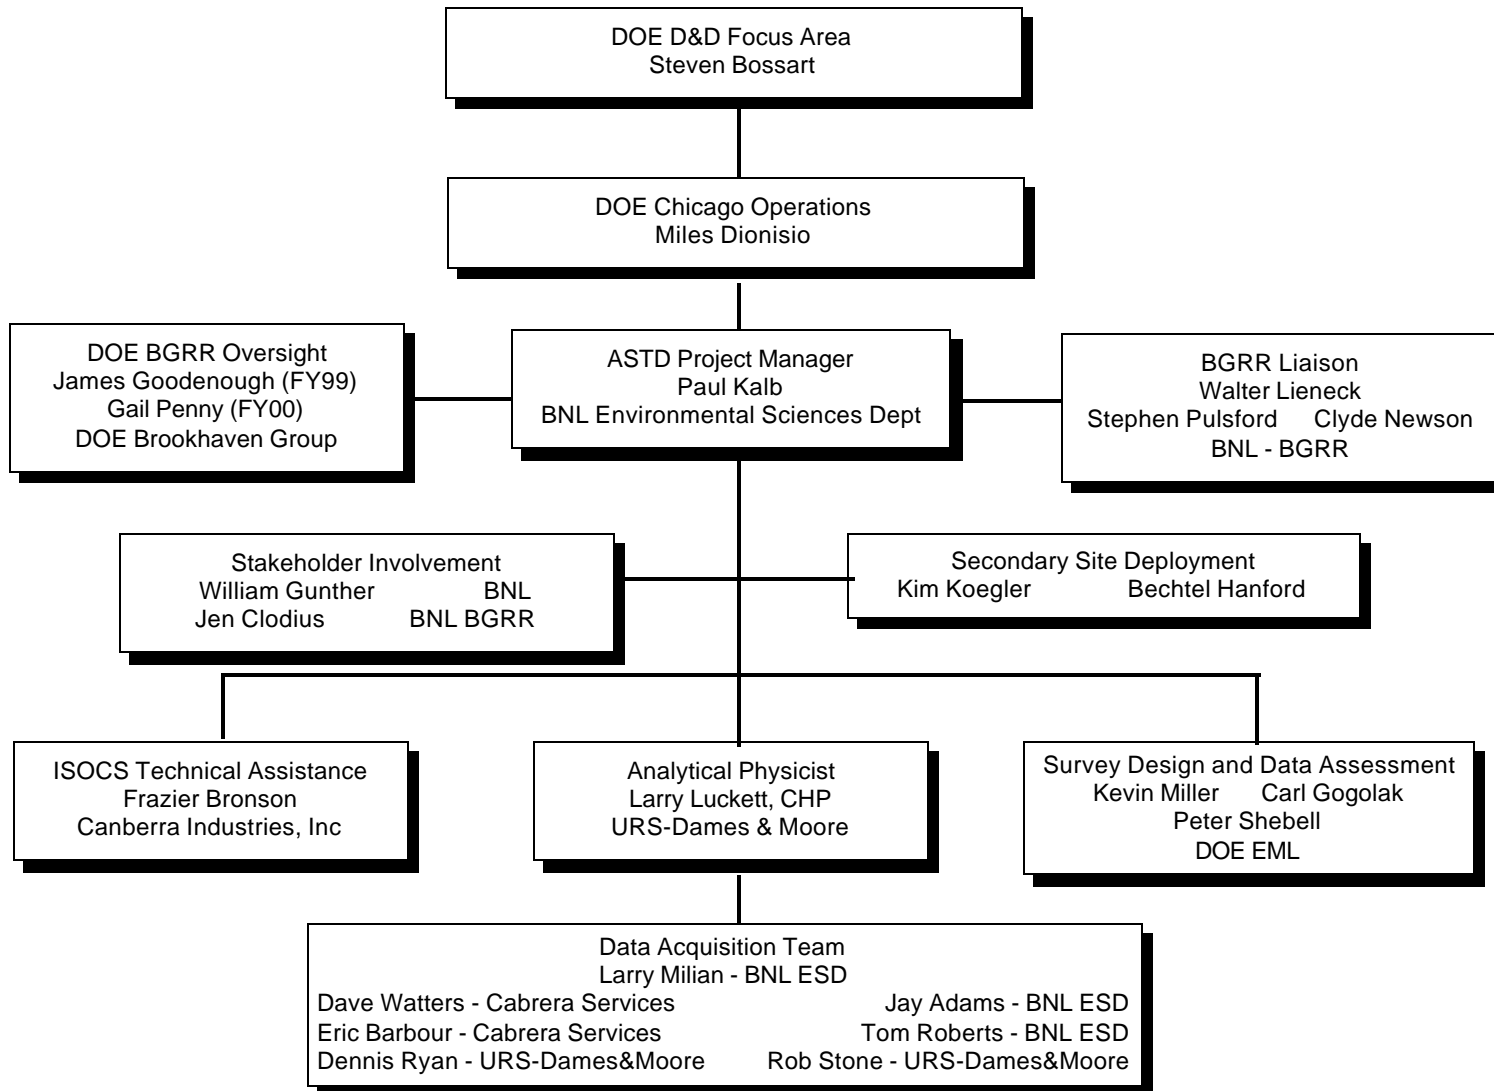 DOE D&D Focus Area
Steven Bossart
DOE Chicago Operations
Miles Dionisio
DOE BGRR Oversight
James Goodenough (FY99)
Gail Penny (FY00)
DOE Brookhaven Group
ASTD Project Manager
Paul Kalb
BNL Environmental Sciences Dept
BGRR Liaison
Walter Lieneck
Stephen Pulsford Clyde Newson
BNL - BGRR
Stakeholder Involvement
William Gunther BNL
Jen Clodius BNL BGRR
Secondary Site Deployment
Kim Koegler Bechtel Hanford
ISOCS Technical Assistance
Frazier Bronson
Canberra Industries, Inc
Analytical Physicist
Larry Luckett, CHP
URS-Dames & Moore
Survey Design and Data Assessment
Kevin Miller Carl Gogolak
Peter Shebell
DOE EML
Data Acquisition Team
Larry Milian - BNL ESD
Dave Watters - Cabrera Services Jay Adams - BNL ESD
Eric Barbour - Cabrera Services Tom Roberts - BNL ESD
Dennis Ryan - URS-Dames&Moore Rob Stone - URS-Dames&Moore